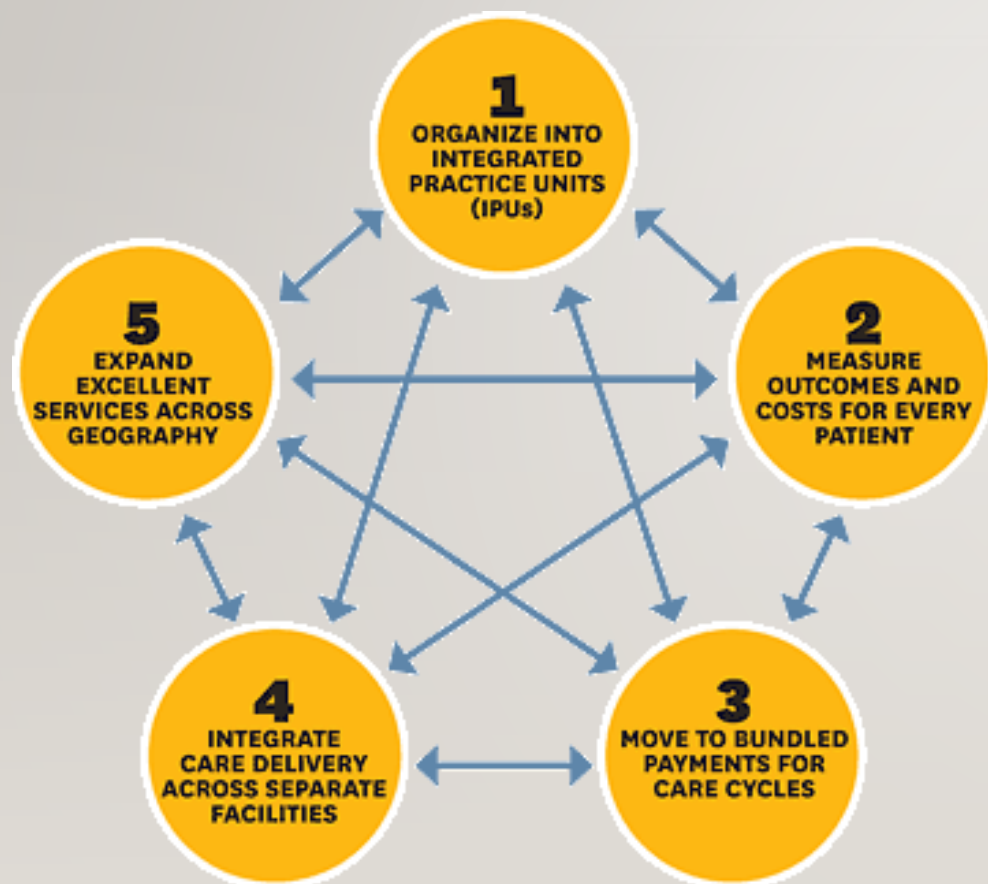 1
ORGANIZE INTO
INTEGRATED
PRACTICE UNITS
(IPUs)
2
MEASURE
OUTCOMES AND
COSTS FOR EVERY
PATIENT
3
MOVE TO BUNDLED
PAYMENTS FOR
CARE CYCLES
4
INTEGRATE
CARE DELIVERY
ACROSS SEPARATE
FACILITIES
5
EXPAND
EXCELLENT
SERVICES ACROSS
GEOGRAPHY